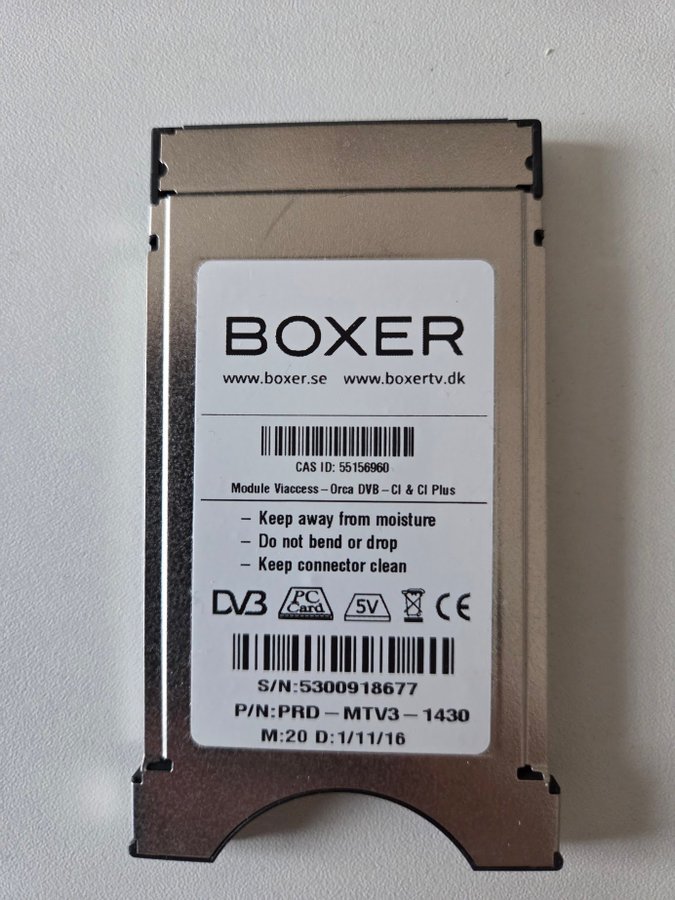 BOXER
www.boxer.se www.boxertv.dk
CAS ID: 55156960
Module Viaccess-Orca DVB-CI & CI Plus
- Keep away from moisture
- Do not bend or drop
- Keep connector clean
DVB PC Card 5V CE
S/N:5300918677
P/N:PRD-MTV3-1430
M:20 D:1/11/16